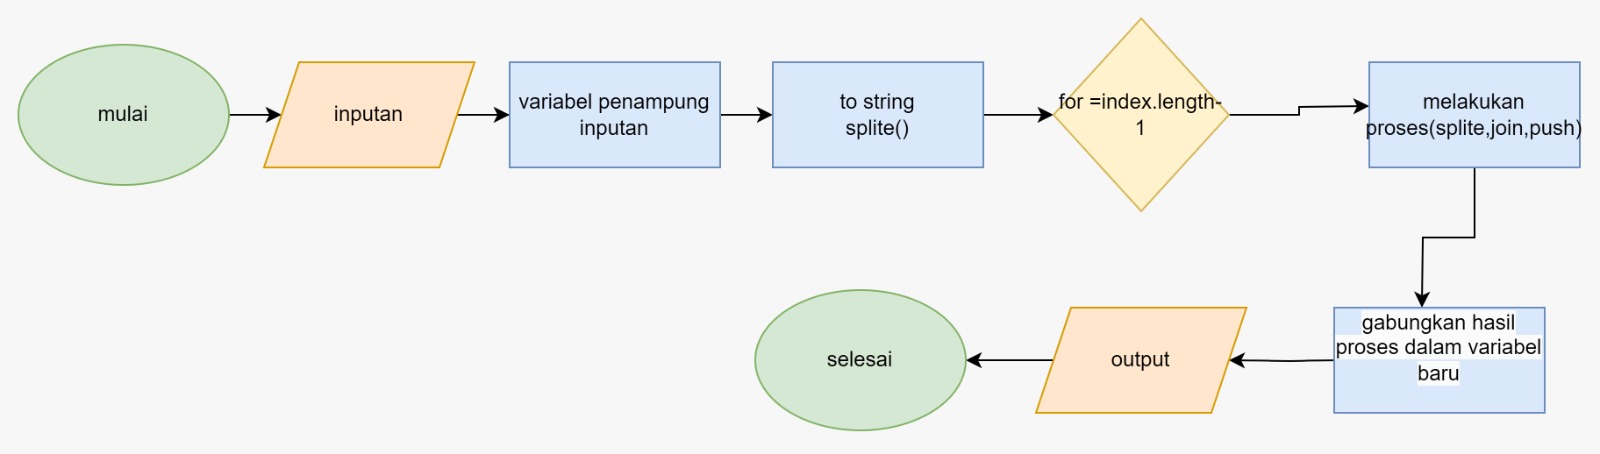 mulai
inputan
variabel penampung
inputan
to string
splite()
for =index.length-
1
melakukan
proses(splite,join,push)
gabungkan hasil
proses dalam variabel
baru
output
selesai